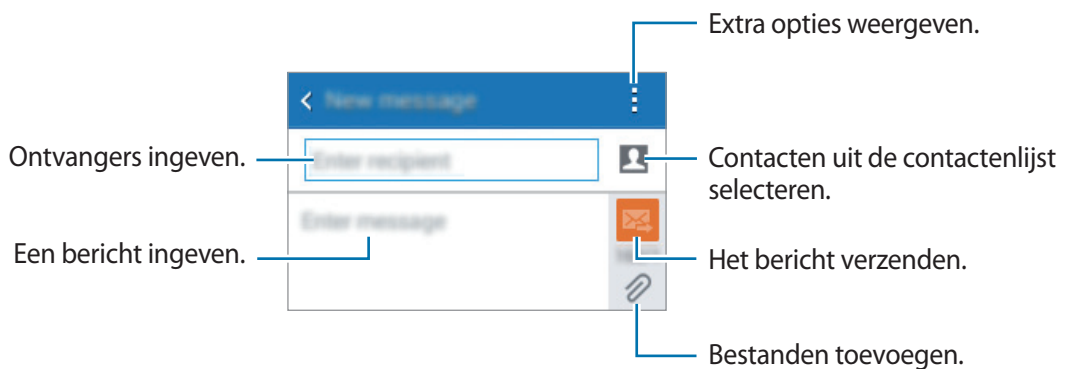 Extra opties weergeven.
New message
Ontvangers ingeven.
Enter recipient
Contacten uit de contactenlijst
selecteren.
Enter message
Een bericht ingeven.
Het bericht verzenden.
Bestanden toevoegen.